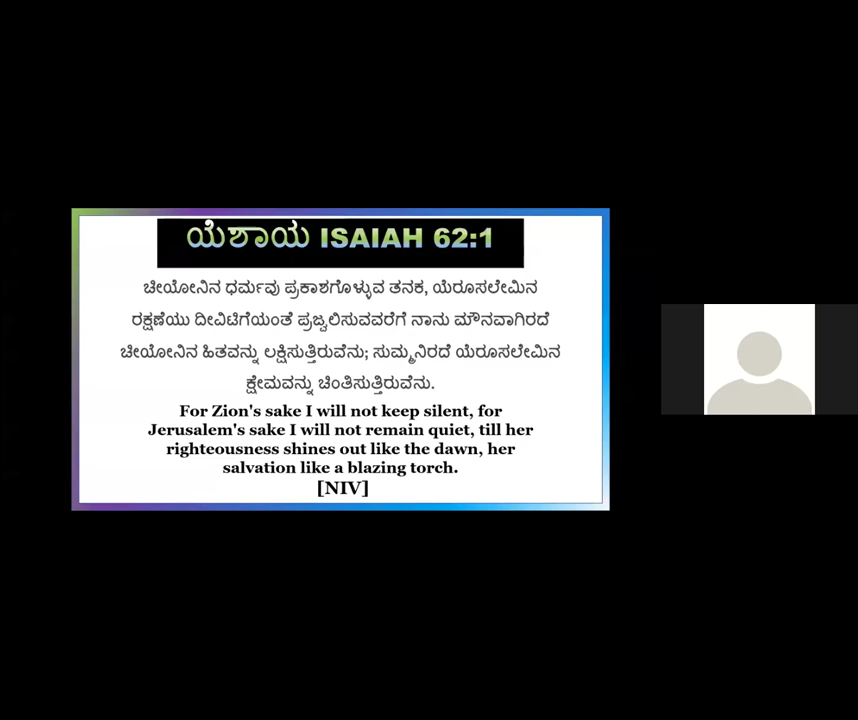 ಯೆಶಾಯ ISAIAH 62:1
ಚೀಯೋನಿನ ಧರ್ಮವು ಪ್ರಕಾಶಗೊಳ್ಳುವ ತನಕ, ಯೆರೂಸಲೇಮಿನ
ರಕ್ಷಣೆಯು ದೀವಿಟಿಗೆಯಂತೆ ಪ್ರಜ್ವಲಿಸುವವರೆಗೆ ನಾನು ಮೌನವಾಗಿರದೆ
ಚೀಯೋನಿನ ಹಿತವನ್ನು ಲಕ್ಷಿಸುತ್ತಿರುವೆನು; ಸುಮ್ಮನಿರದೆ ಯೆರೂಸಲೇಮಿನ
ಕ್ಷೇಮವನ್ನು ಚಿಂತಿಸುತ್ತಿರುವೆನು.
For Zion's sake I will not keep silent, for
Jerusalem's sake I will not remain quiet, till her
righteousness shines out like the dawn, her
salvation like a blazing torch.
[NIV]